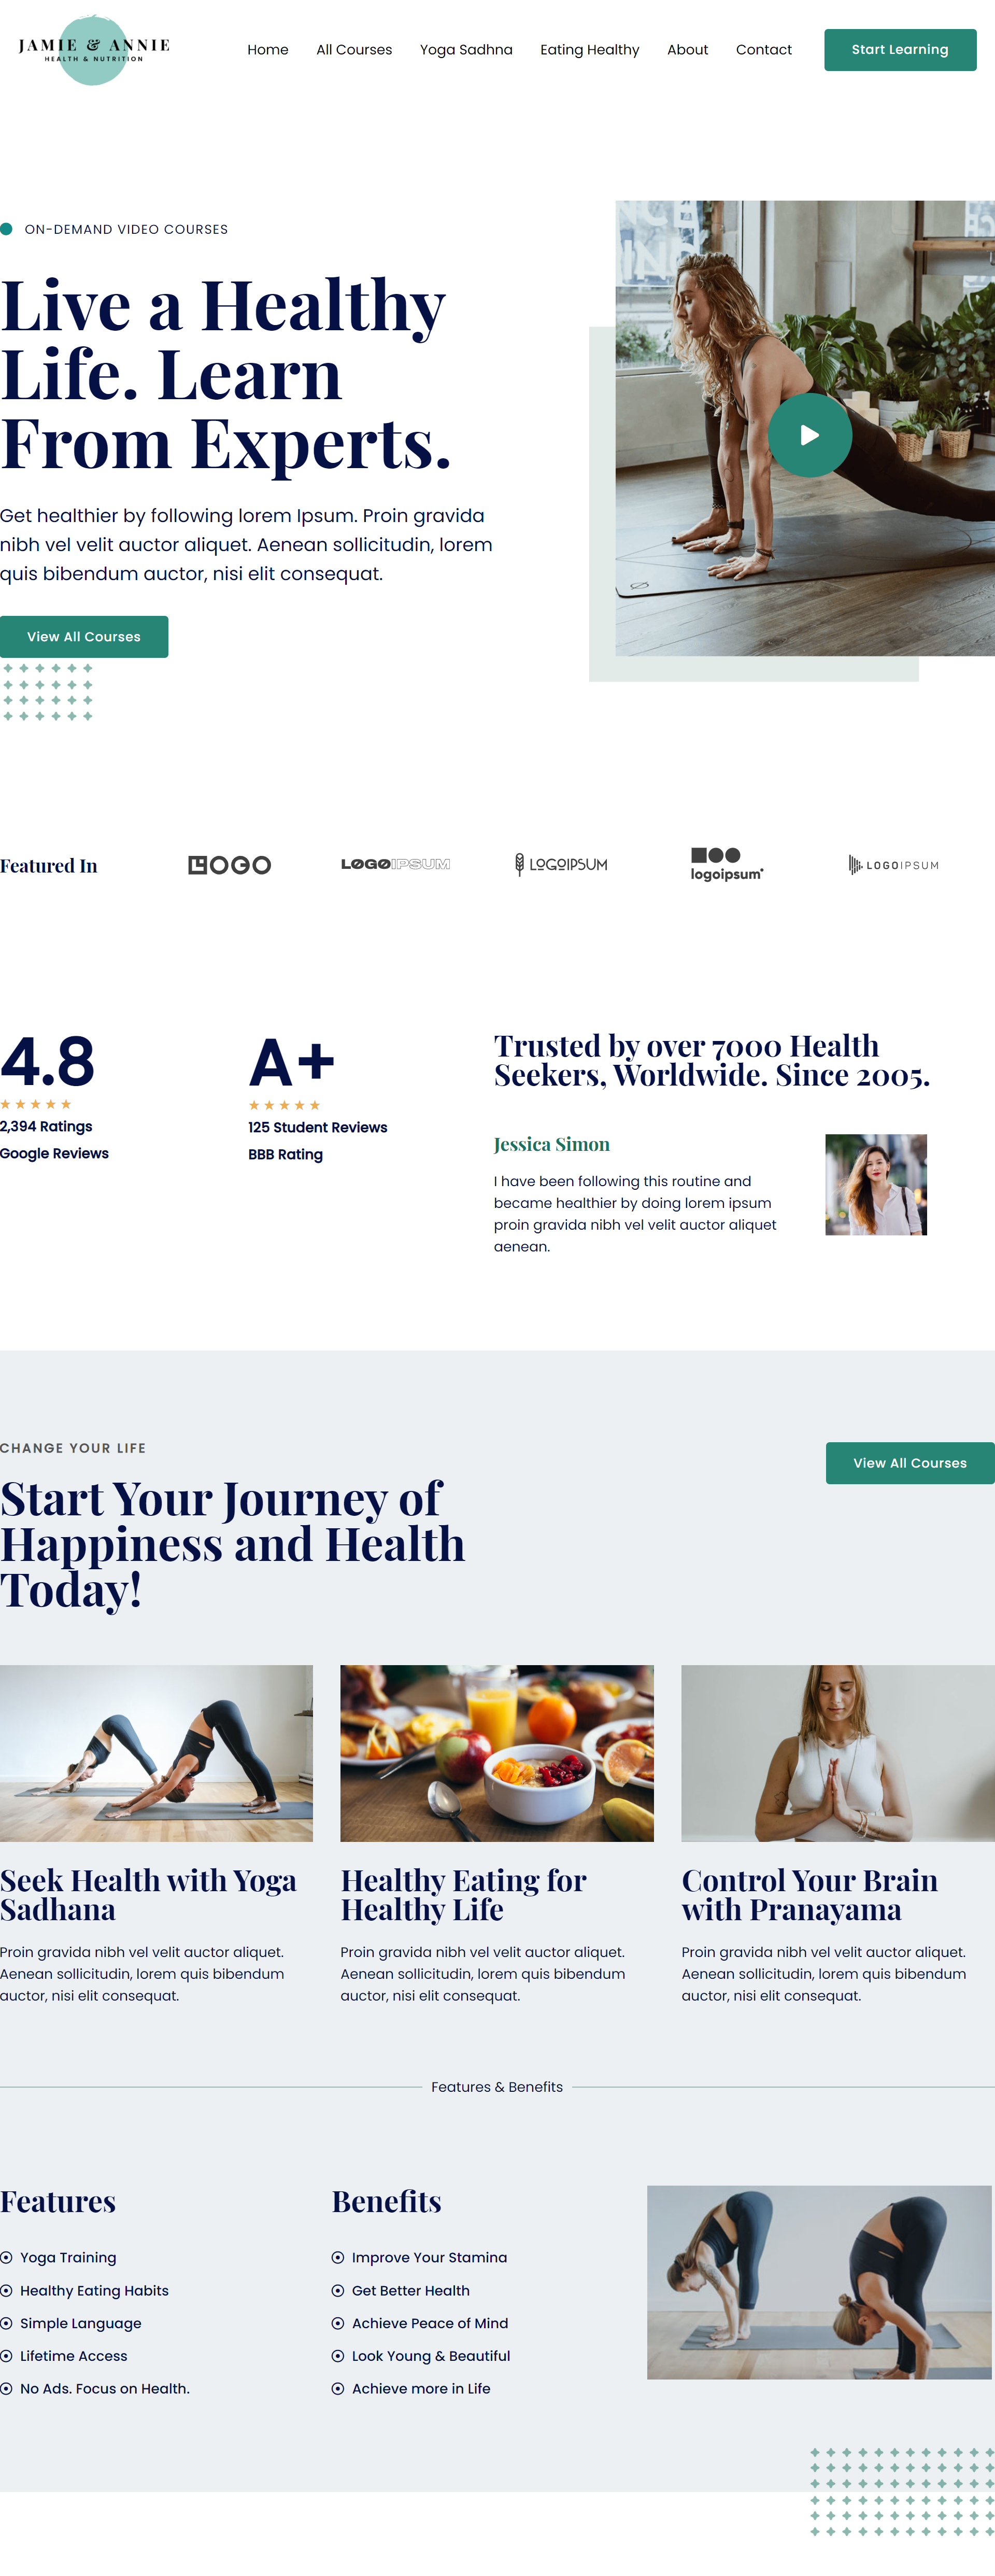 JAMIE & ANNIE
HEALTH & NUTRITION
Home
All Courses
Yoga Sadhna
Eating Healthy
About
Contact
Start Learning
ON-DEMAND VIDEO COURSES
Live a Healthy
Life. Learn
From Experts.
Get healthier by following lorem Ipsum. Proin gravida
nibh vel velit auctor aliquet. Aenean sollicitudin, lorem
quis bibendum auctor, nisi elit consequat.
View All Courses
Featured In
LOGO
LOGOIPSUM
LOGOIPSUM
logoipsum
LOGOIPSUM
4.8
2,394 Ratings
Google Reviews
A+
125 Student Reviews
BBB Rating
Trusted by over 7000 Health
Seekers, Worldwide. Since 2005.
Jessica Simon
I have been following this routine and
became healthier by doing lorem ipsum
proin gravida nibh vel velit auctor aliquet
aenean.
CHANGE YOUR LIFE
Start Your Journey of
Happiness and Health
Today!
View All Courses
Seek Health with Yoga
Sadhana
Proin gravida nibh vel velit auctor aliquet.
Aenean sollicitudin, lorem quis bibendum
auctor, nisi elit consequat.
Healthy Eating for
Healthy Life
Proin gravida nibh vel velit auctor aliquet.
Aenean sollicitudin, lorem quis bibendum
auctor, nisi elit consequat.
Control Your Brain
with Pranayama
Proin gravida nibh vel velit auctor aliquet.
Aenean sollicitudin, lorem quis bibendum
auctor, nisi elit consequat.
Features & Benefits
Features
Yoga Training
Healthy Eating Habits
Simple Language
Lifetime Access
No Ads. Focus on Health.
Benefits
Improve Your Stamina
Get Better Health
Achieve Peace of Mind
Look Young & Beautiful
Achieve more in Life